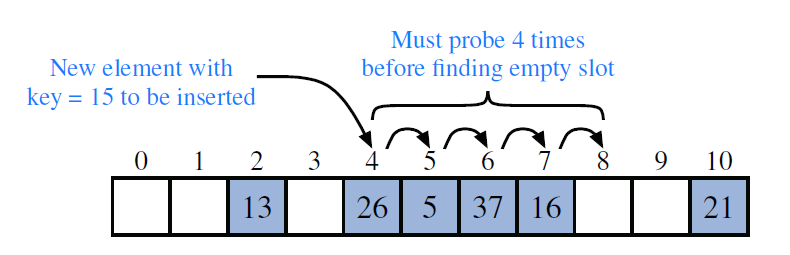 Must probe 4 times
before finding empty slot
New element with
key = 15 to be inserted
0 1 2 3 4 5 6 7 8 9 10
13 26 5 37 16 21